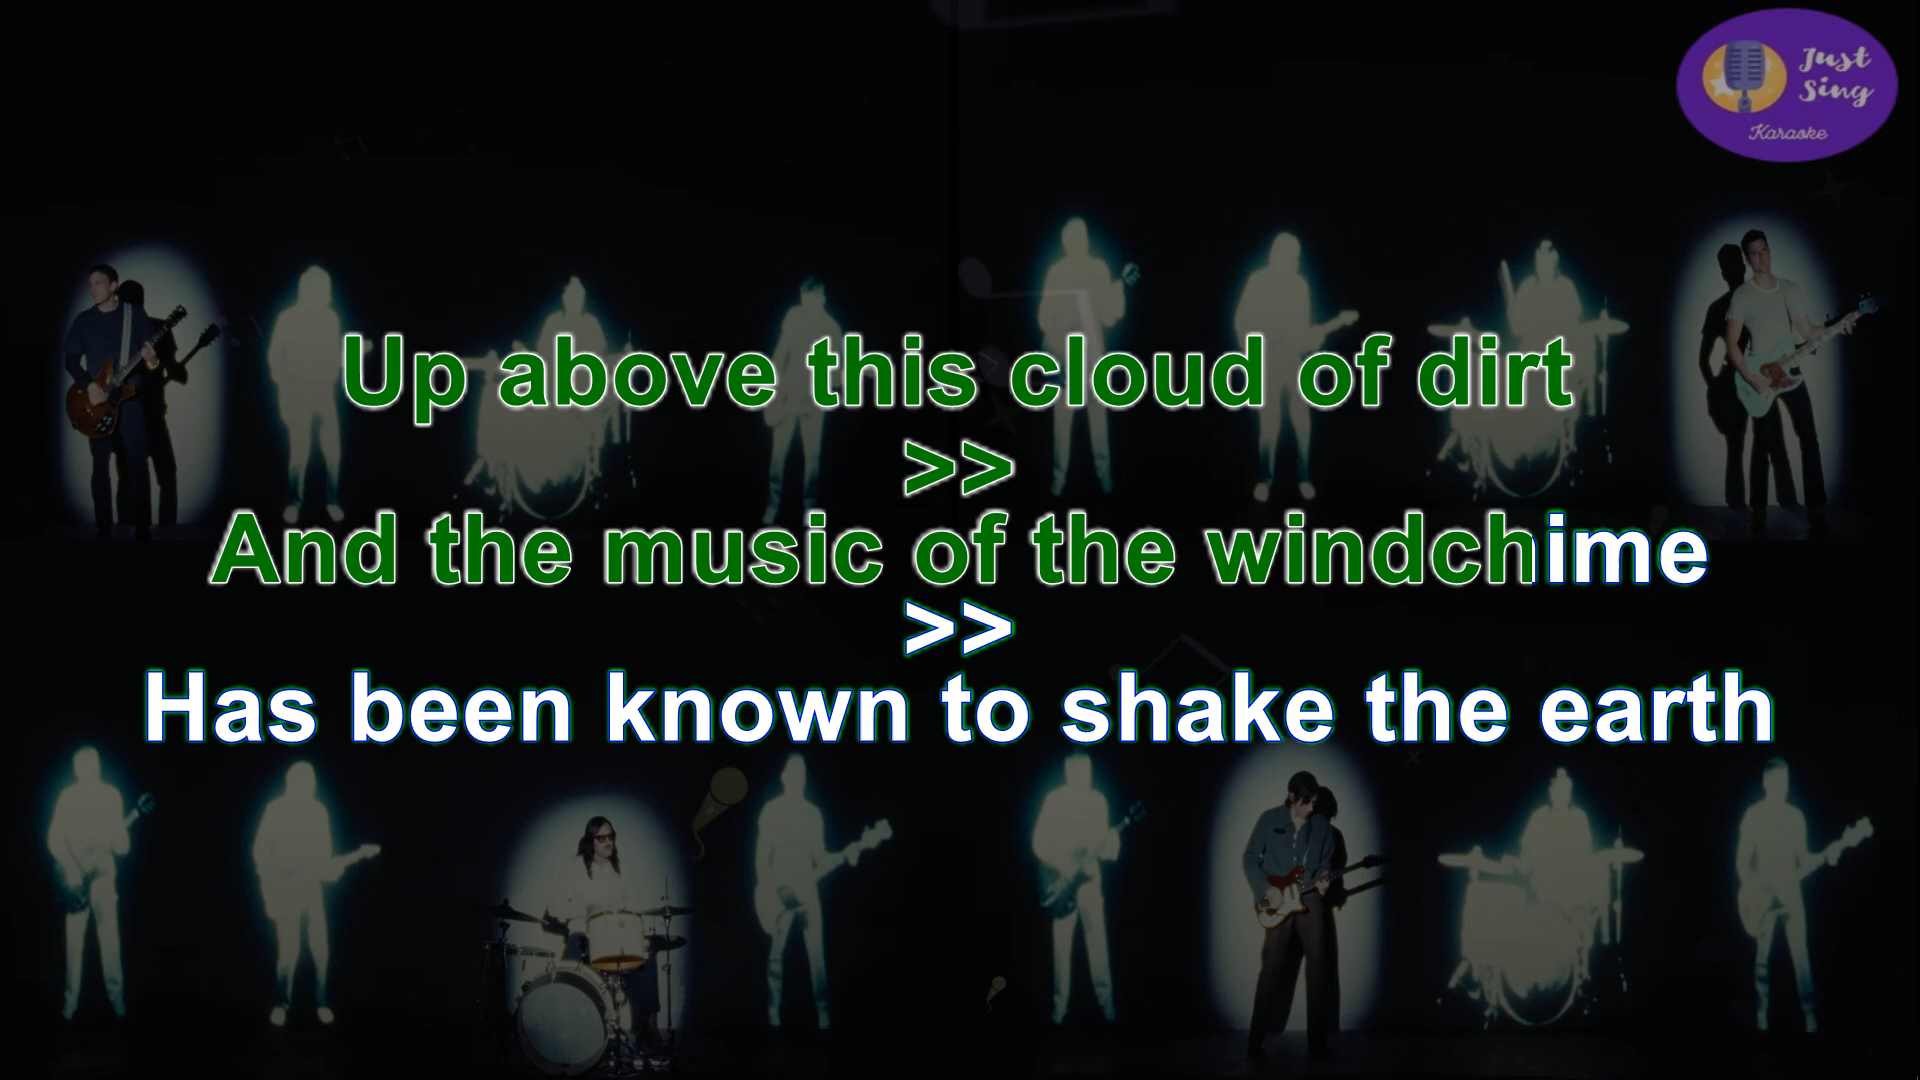 Just
Sing
Karaoke
Up above this cloud of dirt
>>
And the music of the windchime
>>
Has been known to shake the earth